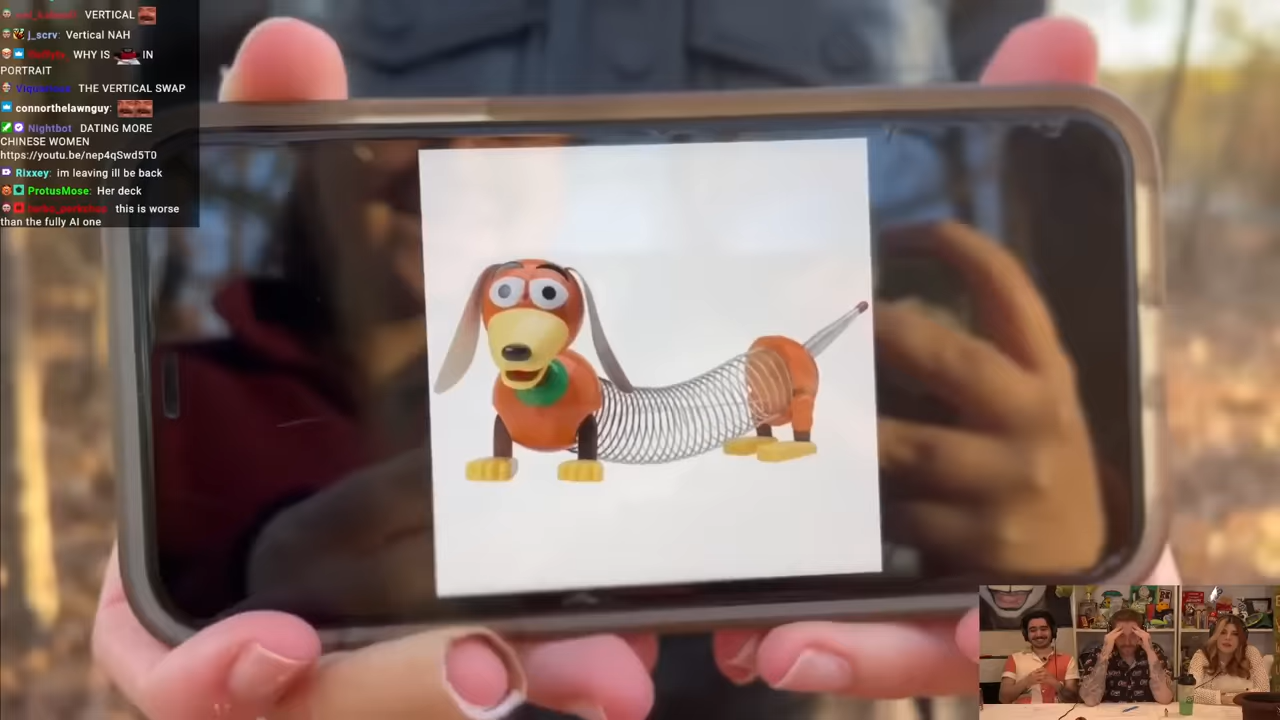 VERTICAL
j_scrv: Vertical NAH
WHY IS IN
PORTRAIT
THE VERTICAL SWAP
connorthelawnguy:
Nightbot DATING MORE
CHINESE WOMEN
https://youtu.be/nep4qSwd5T0
Rixxey: im leaving ill be back
ProtusMose: Her deck
this is worse
than the fully AI one